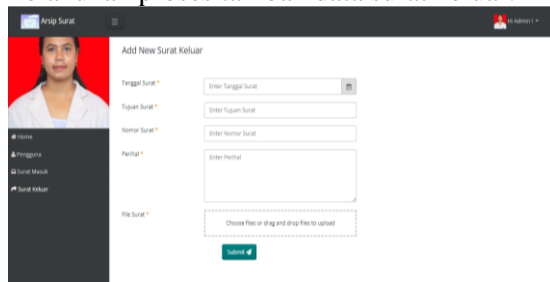 Arsip Surat
Hi Admin !
Add New Surat Keluar
Tanggal Surat *
Enter Tanggal Surat
Tujuan Surat *
Enter Tujuan Surat
Nomor Surat *
Enter Nomor Surat
Home
Perihal *
Enter Perihal
Pengguna
Surat Masuk
Surat Keluar
File Surat *
Choose files or drag and drop files to upload
Submit